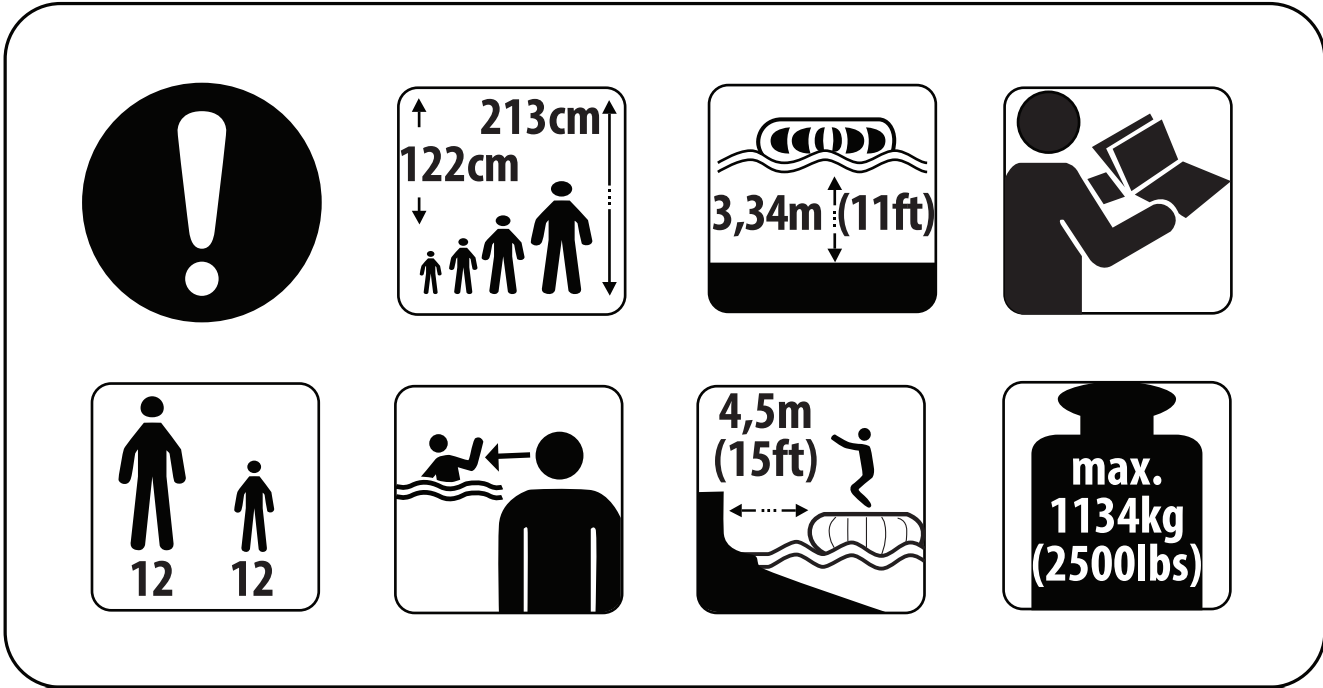 213cm
122cm
3,34m (11ft)
12 12
4,5m
(15ft)
max.
1134kg
(2500lbs)